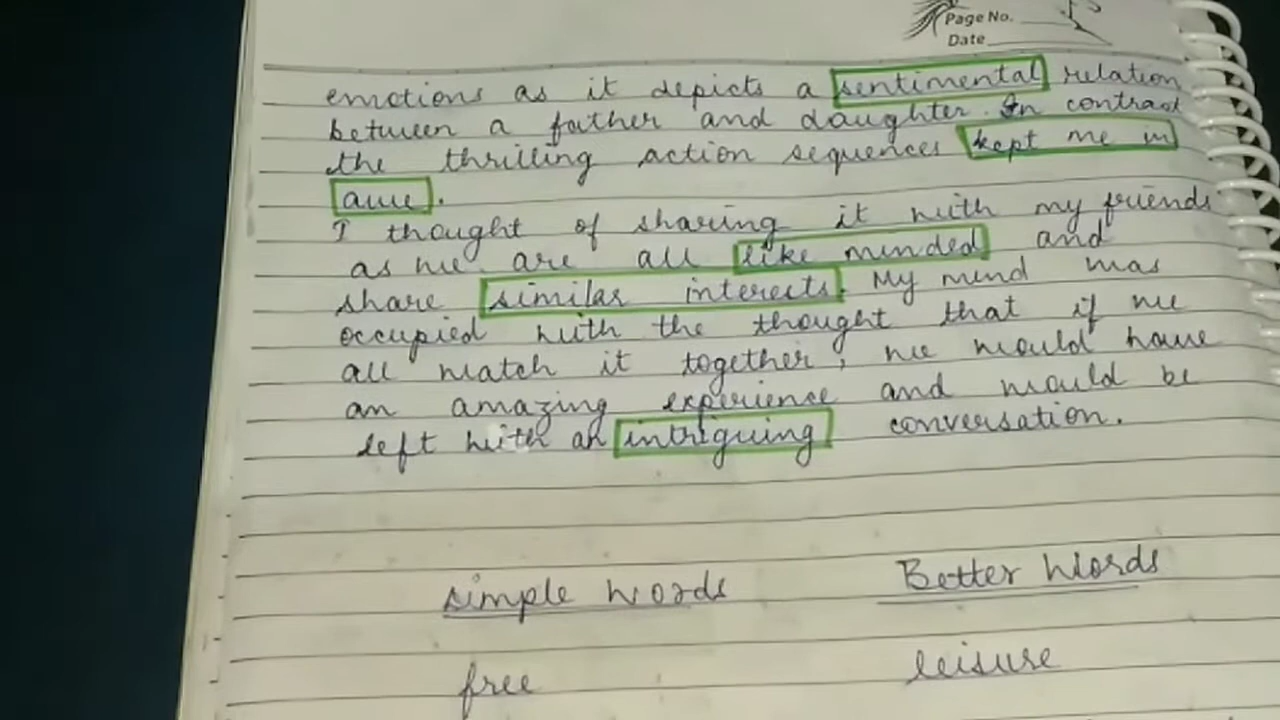 Page No.
Date
emotions as it depicts a sentimental relation
between a father and daughter. In contrast
the thrilling action sequences kept me in
awe.
I thought of sharing it with my friends
as we are all like minded and
share similar interests. My mind was
occupied with the thought that if we
all watch it together, we would have
an amazing experience and would be
left with an intriguing conversation.
Simple Words Better Words
free leisure